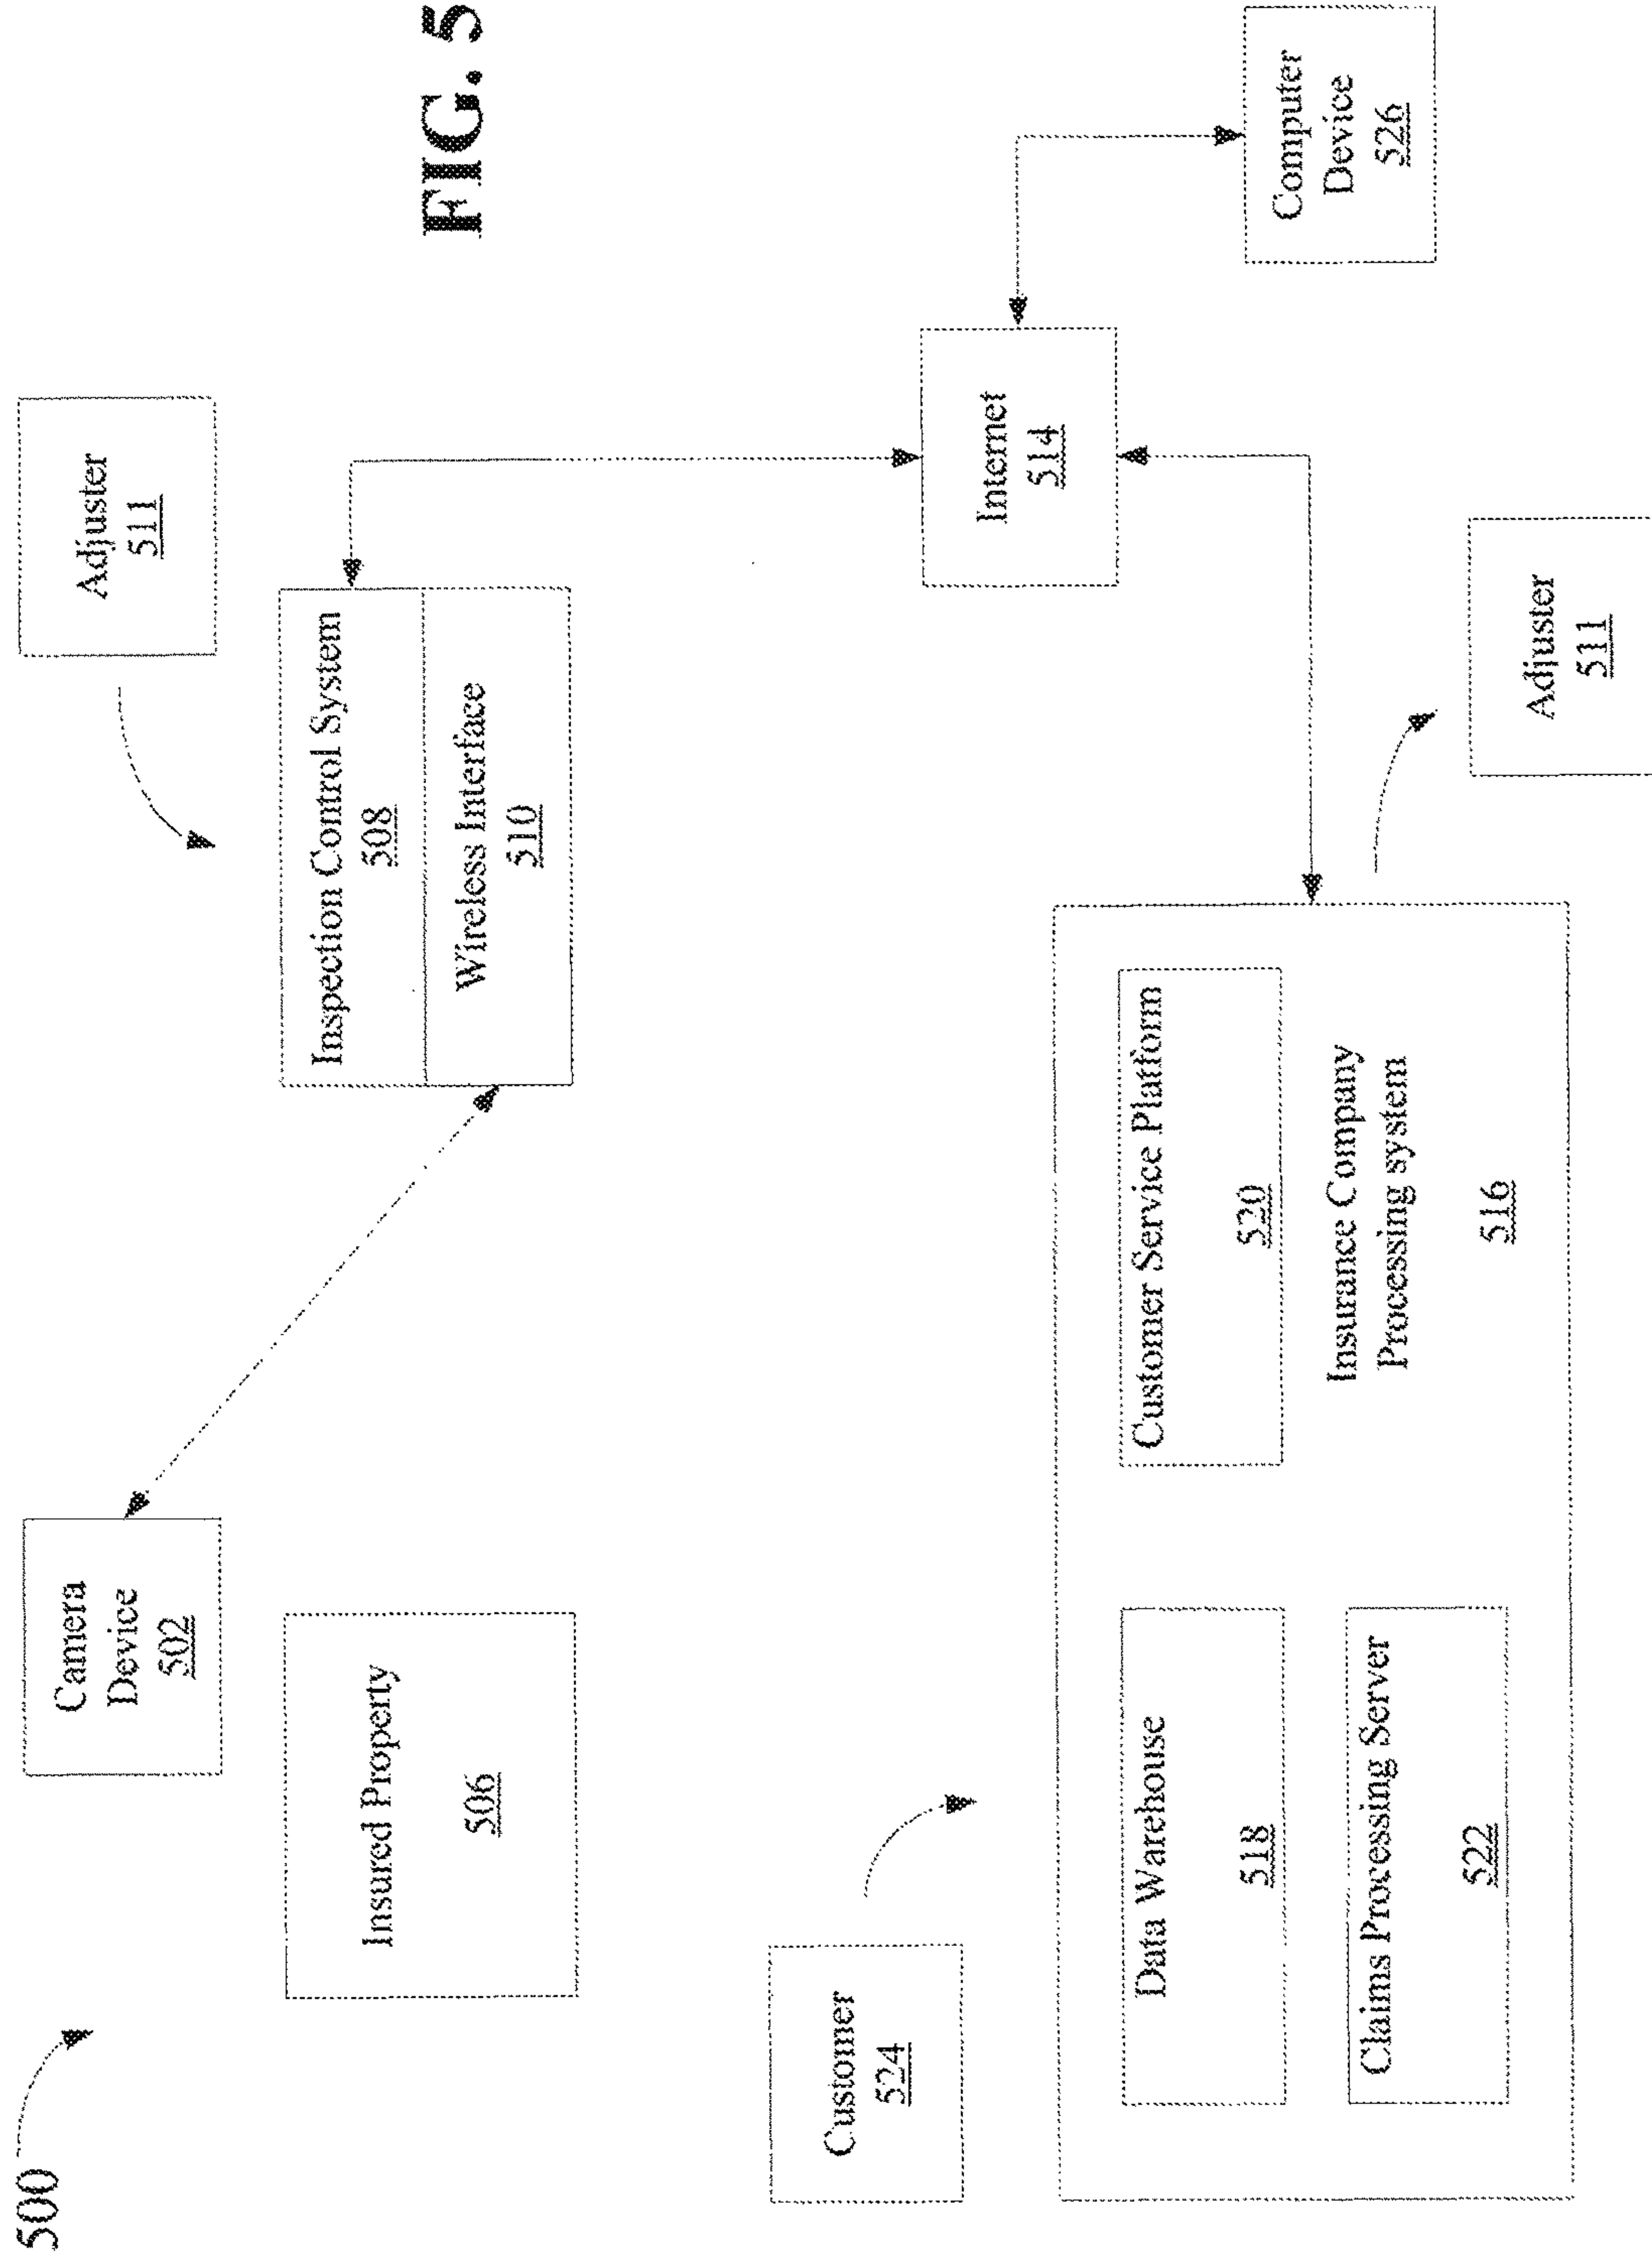 500
Camera
Device
502
Insured Property
506
Adjuster
511
Inspection Control System
508
Wireless Interface
510
FIG. 5
Customer
524
Data Warehouse
518
Claims Processing Server
522
Customer Service Platform
520
Insurance Company
Processing system
516
Internet
514
Adjuster
511
Computer
Device
526